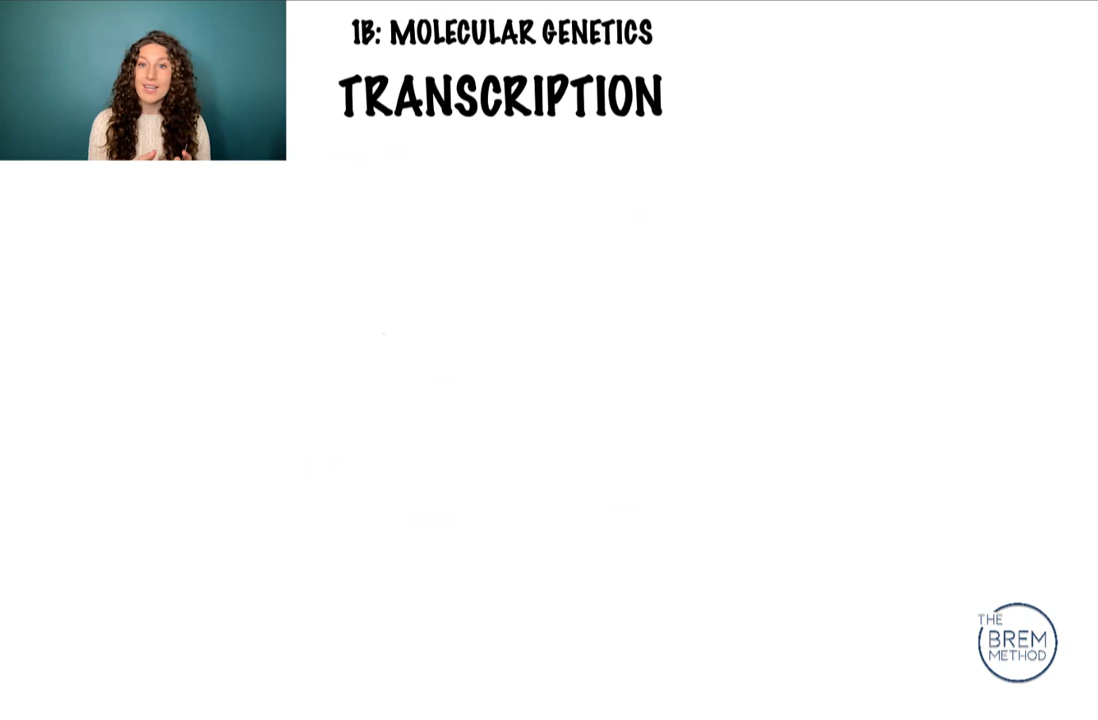 1B: MOLECULAR GENETICS
TRANSCRIPTION
THE
BREM
METHOD